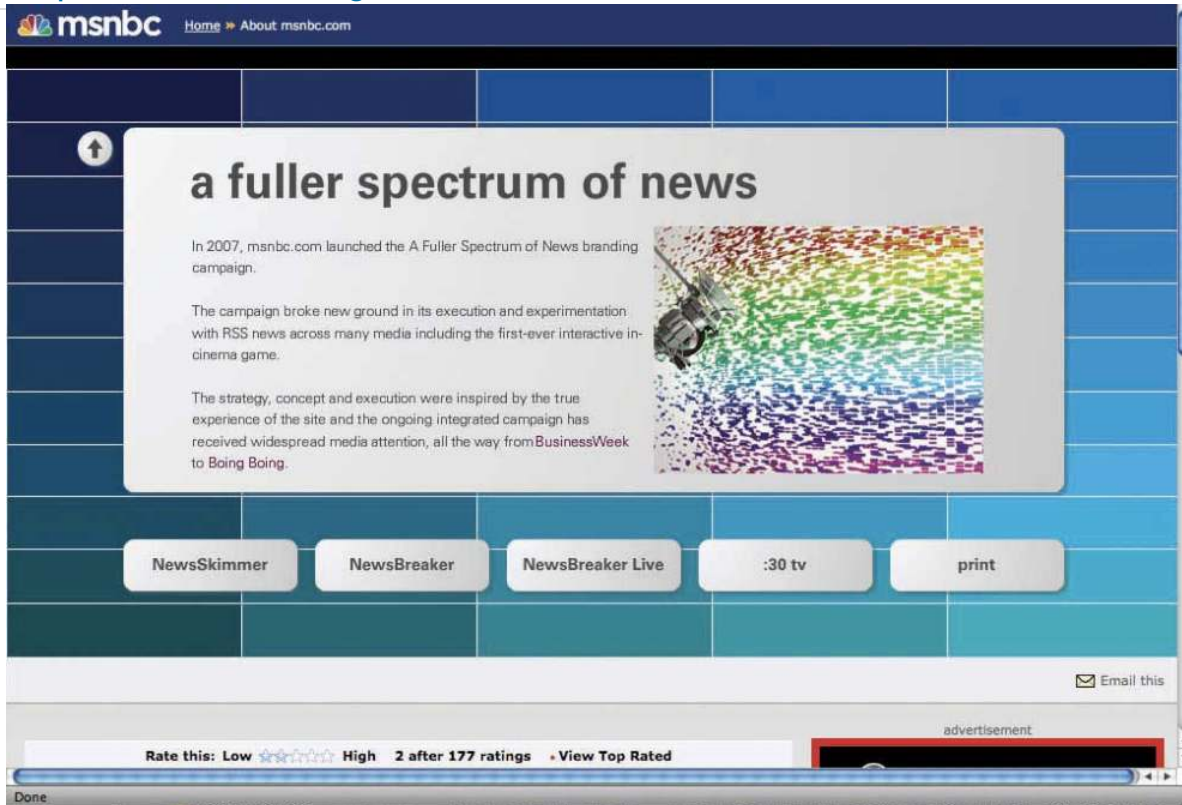 msnbc Home » About msnbc.com
a fuller spectrum of news
In 2007, msnbc.com launched the A Fuller Spectrum of News branding
campaign.
The campaign broke new ground in its execution and experimentation
with RSS news across many media including the first-ever interactive in-
cinema game.
The strategy, concept and execution were inspired by the true
experience of the site and the ongoing integrated campaign has
received widespread media attention, all the way from BusinessWeek
to Boing Boing.
NewsSkimmer NewsBreaker NewsBreaker Live :30 tv print
Email this
advertisement
Rate this: Low High 2 after 177 ratings • View Top Rated
Done